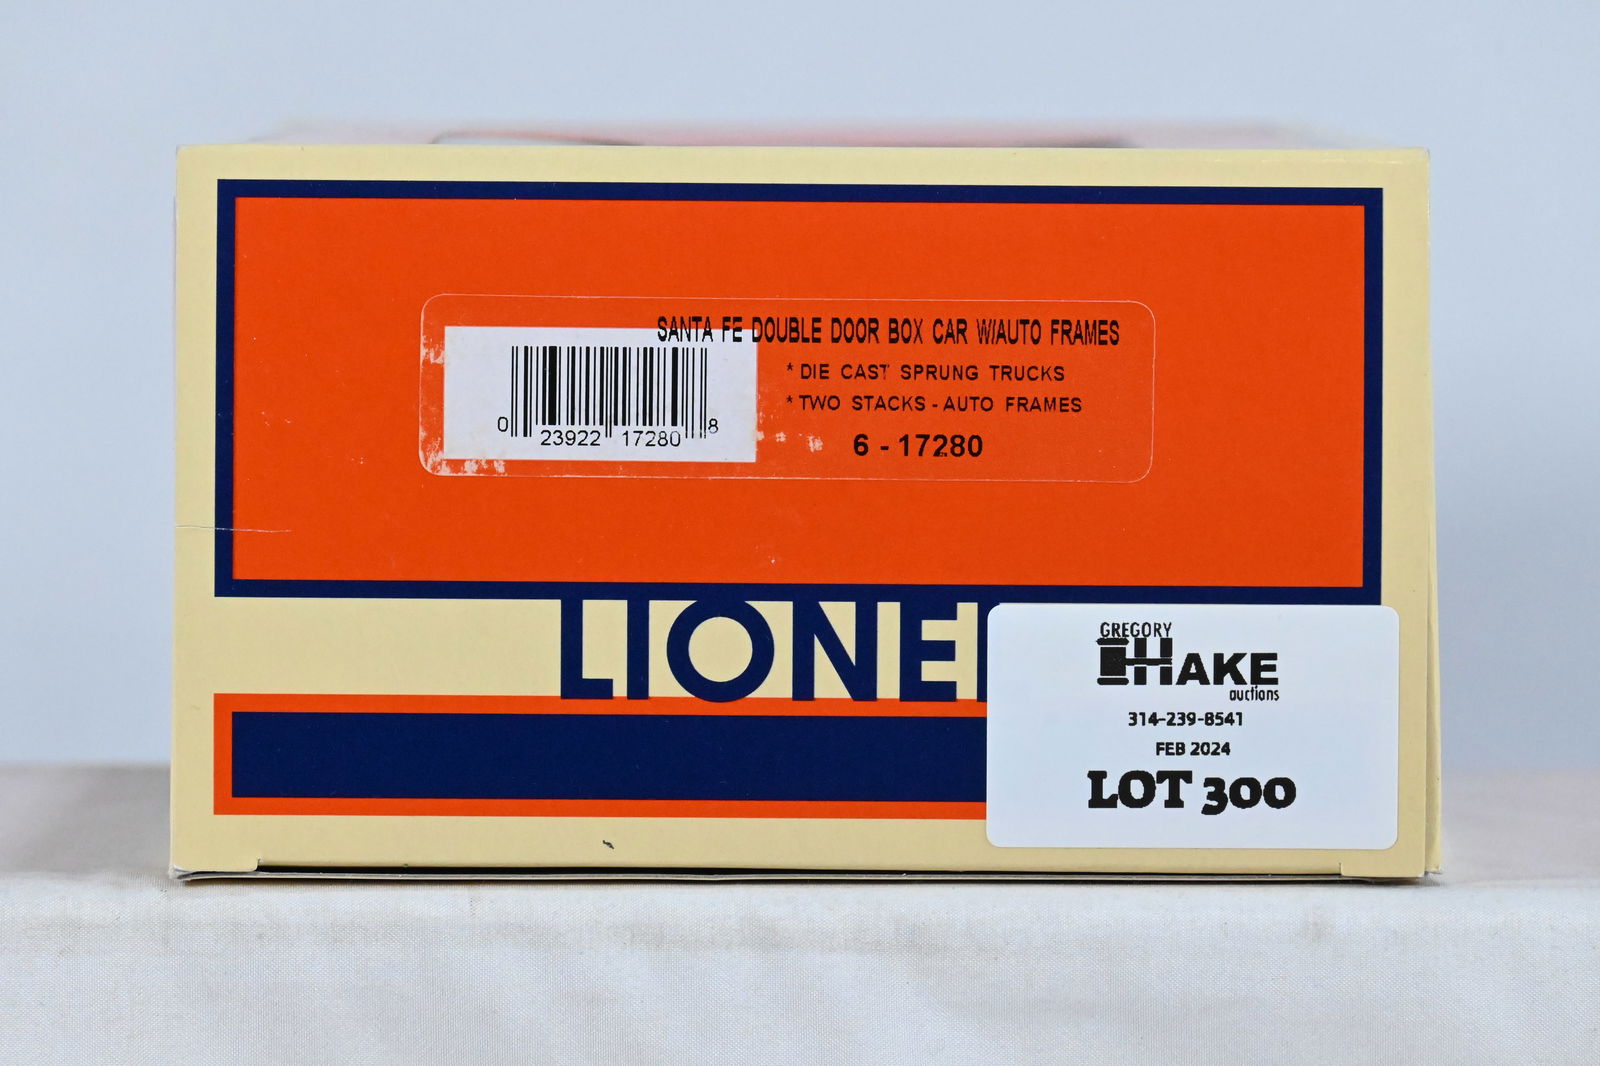 SANTA FE DOUBLE DOOR BOX CAR W/AUTO FRAMES
* DIE CAST SPRUNG TRUCKS
* TWO STACKS - AUTO FRAMES
6 - 17280
0 23922 17280 8
LIONEL
GREGORY
HAKE
auctions
314-239-8541
FEB 2024
LOT 300